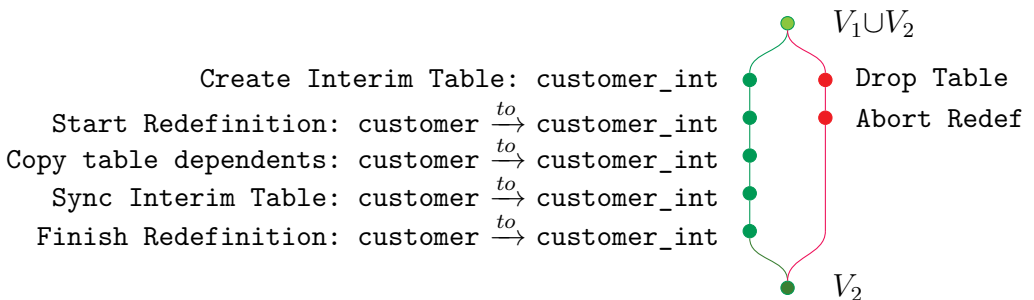 V₁∪V₂
Create Interim Table: customer_int Drop Table
Start Redefinition: customer →^to customer_int Abort Redef
Copy table dependents: customer →^to customer_int
Sync Interim Table: customer →^to customer_int
Finish Redefinition: customer →^to customer_int
V₂